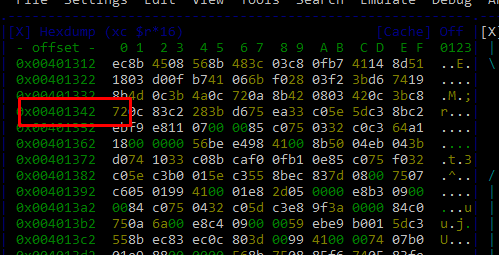 File Settings Edit View Tools Search Emulate Debug
[X] Hexdump (xc $r*16) [Cache] Off [X]
- offset - 0 1 2 3 4 5 6 7 8 9 A B C D E F 0123
0x00401312 ec8b 4508 568b 483c 03c8 0fb7 4114 8d51 ..E.
0x00401322 1803 d00f b741 066b f028 03f2 3bd6 7419
0x00401332 8b4d 0c3b 4a0c 720a 8b42 0803 420c 3bc8 .M.;
0x00401342 720c 83c2 283b d675 ea33 c05e 5dc3 8bc2 r
0x00401352 ebf9 e811 0700 0085 c075 0332 c0c3 64a1
0x00401362 1800 0000 56be e498 4100 8b50 04eb 043b
0x00401372 d074 1033 c08b caf0 0fb1 0e85 c075 f032 .t.3
0x00401382 c05e c3b0 015e c355 8bec 837d 0800 7507 .^..
0x00401392 c605 0199 4100 01e8 2d05 0000 e8b3 0900
0x004013a2 0084 c075 0432 c05d c3e8 9f3a 0000 84c0 ...u
0x004013b2 750a 6a00 e8c4 0900 0059 ebe9 b001 5dc3 u.j.
0x004013c2 558b ec83 ec0c 803d 0099 4100 0074 07b0 U...